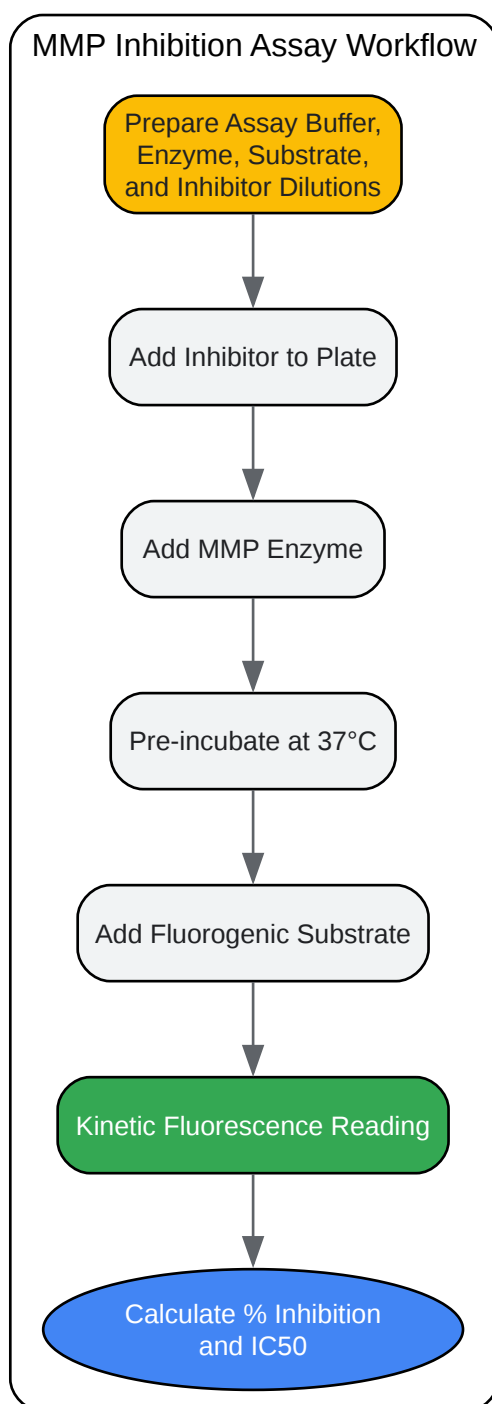 MMP Inhibition Assay Workflow
Prepare Assay Buffer,
Enzyme, Substrate,
and Inhibitor Dilutions
Add Inhibitor to Plate
Add MMP Enzyme
Pre-incubate at 37°C
Add Fluorogenic Substrate
Kinetic Fluorescence Reading
Calculate % Inhibition
and IC50